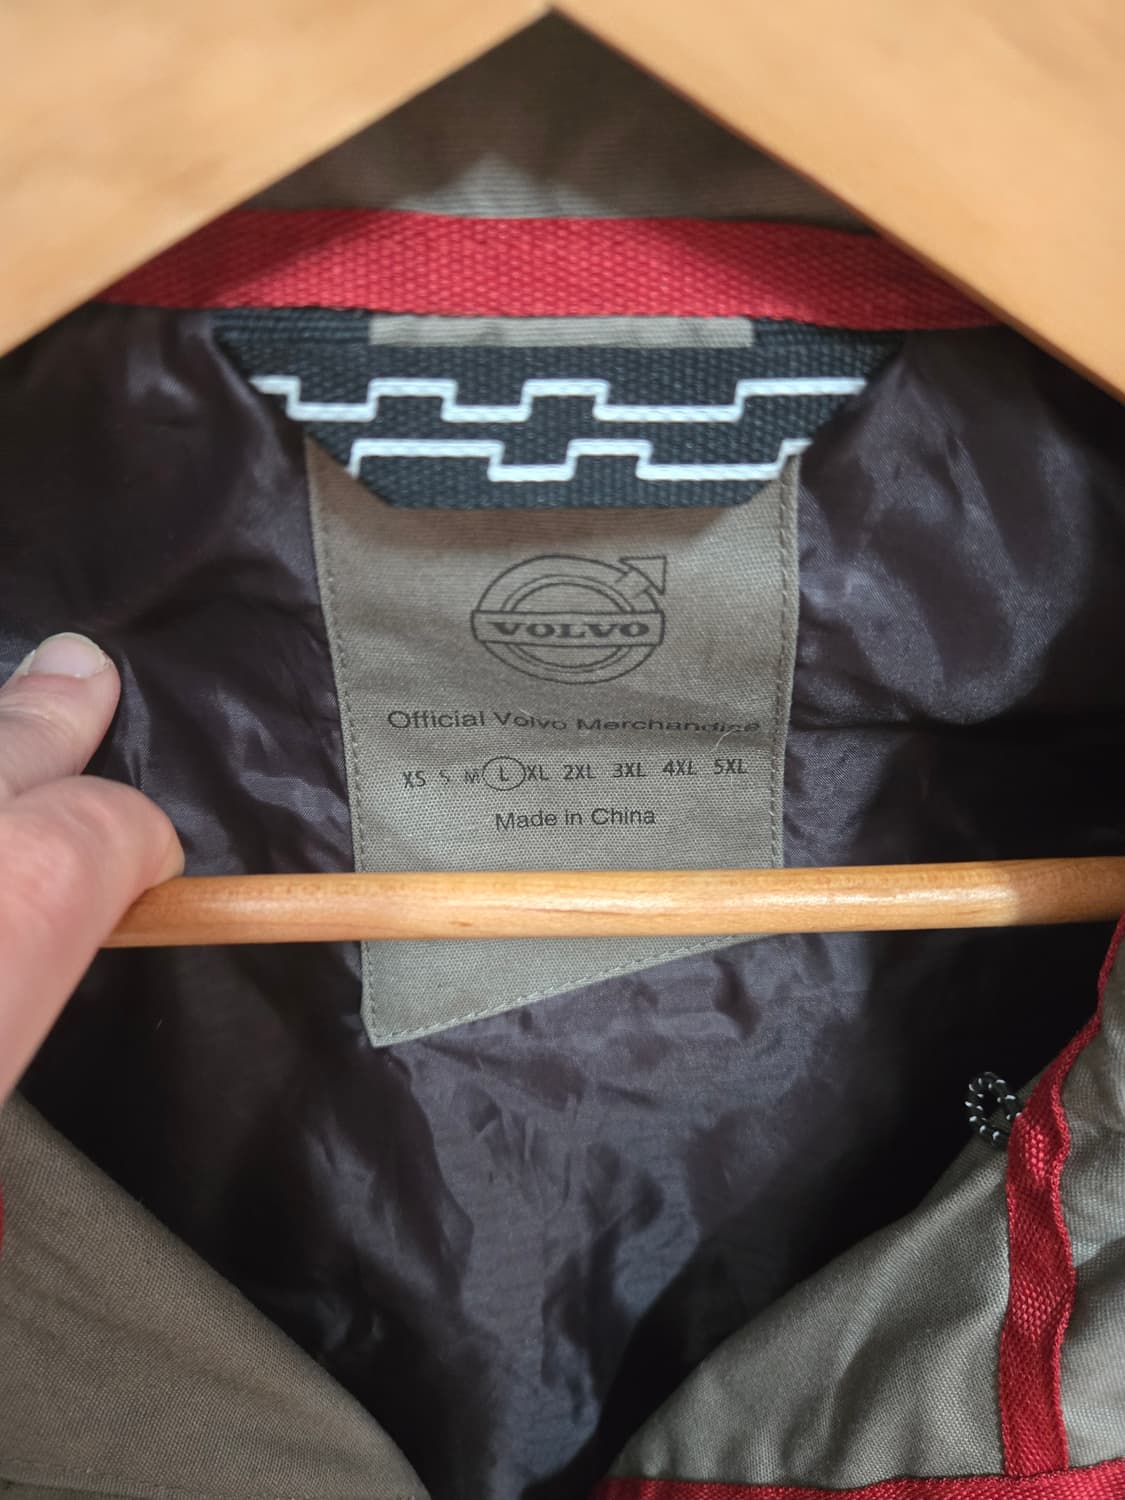 VOLVO
Official Volvo Merchandise
XS S M L XL 2XL 3XL 4XL 5XL
Made in China